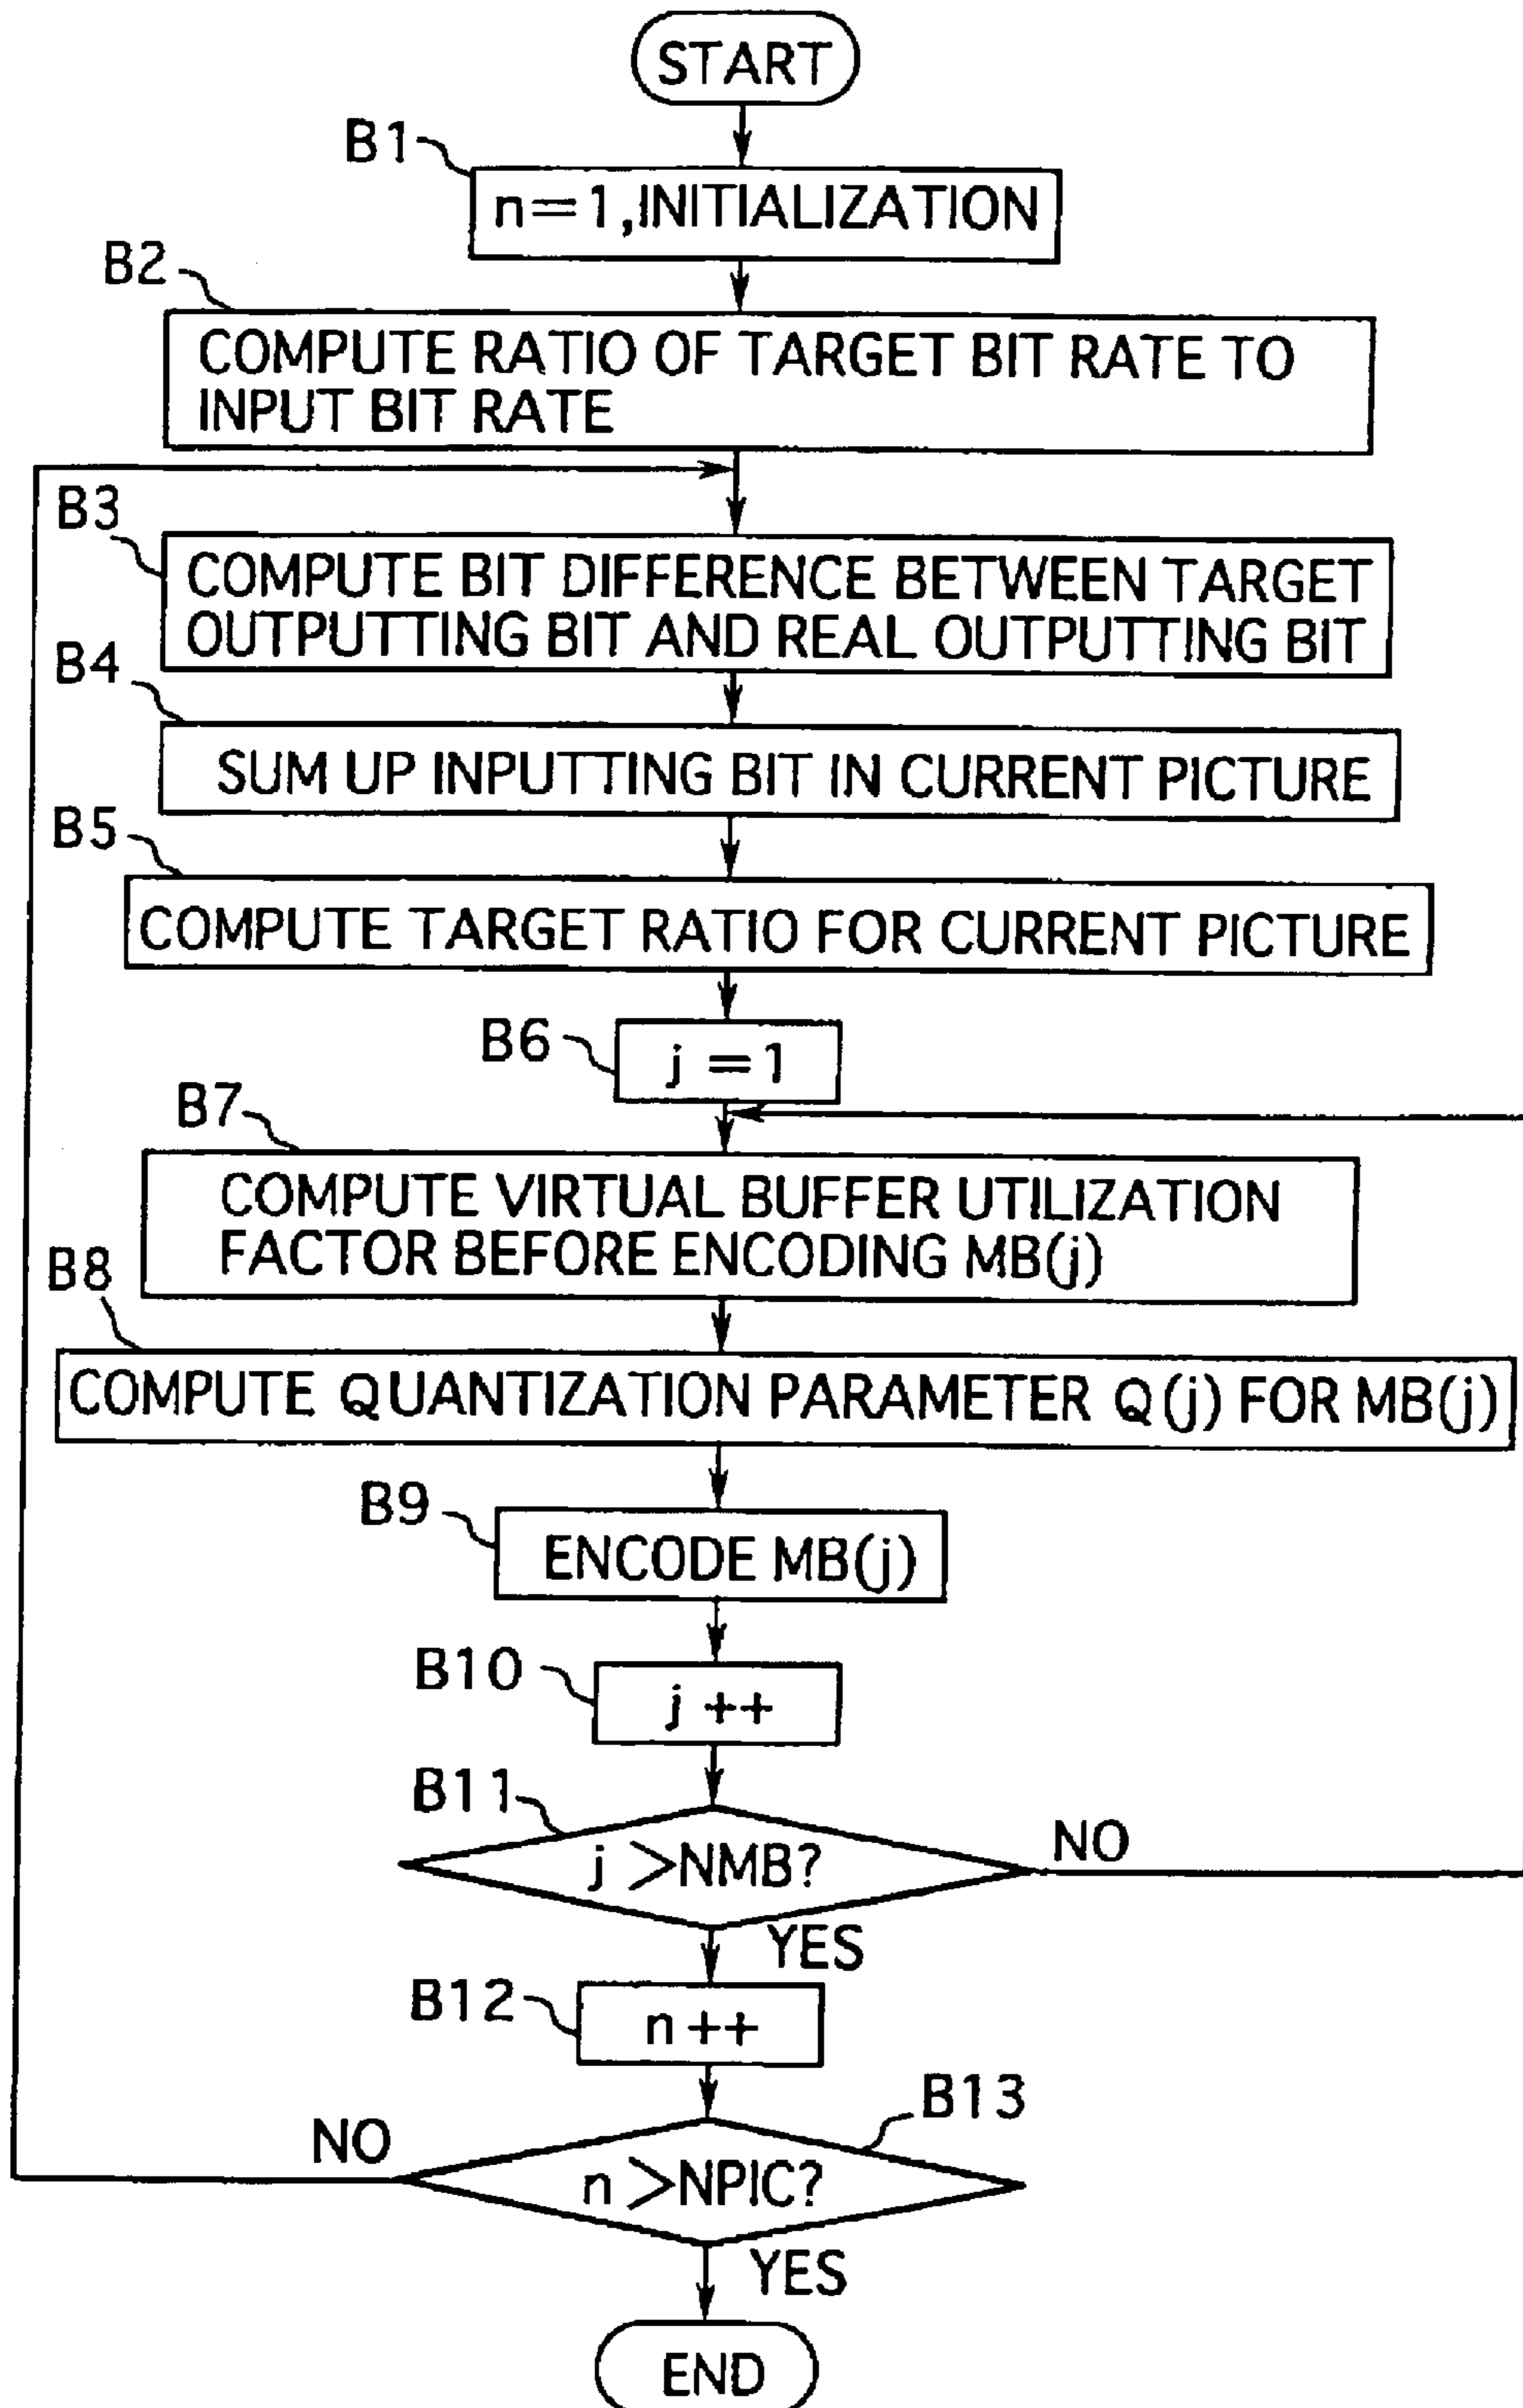 START
B1
n=1,INITIALIZATION
B2
COMPUTE RATIO OF TARGET BIT RATE TO
INPUT BIT RATE
B3
COMPUTE BIT DIFFERENCE BETWEEN TARGET
OUTPUTTING BIT AND REAL OUTPUTTING BIT
B4
SUM UP INPUTTING BIT IN CURRENT PICTURE
B5
COMPUTE TARGET RATIO FOR CURRENT PICTURE
B6
j=1
B7
COMPUTE VIRTUAL BUFFER UTILIZATION
FACTOR BEFORE ENCODING MB(j)
B8
COMPUTE QUANTIZATION PARAMETER Q(j) FOR MB(j)
B9
ENCODE MB(j)
B10
j++
B11
j>NMB?
NO
YES
B12
n++
B13
NO
n>NPIC?
YES
END